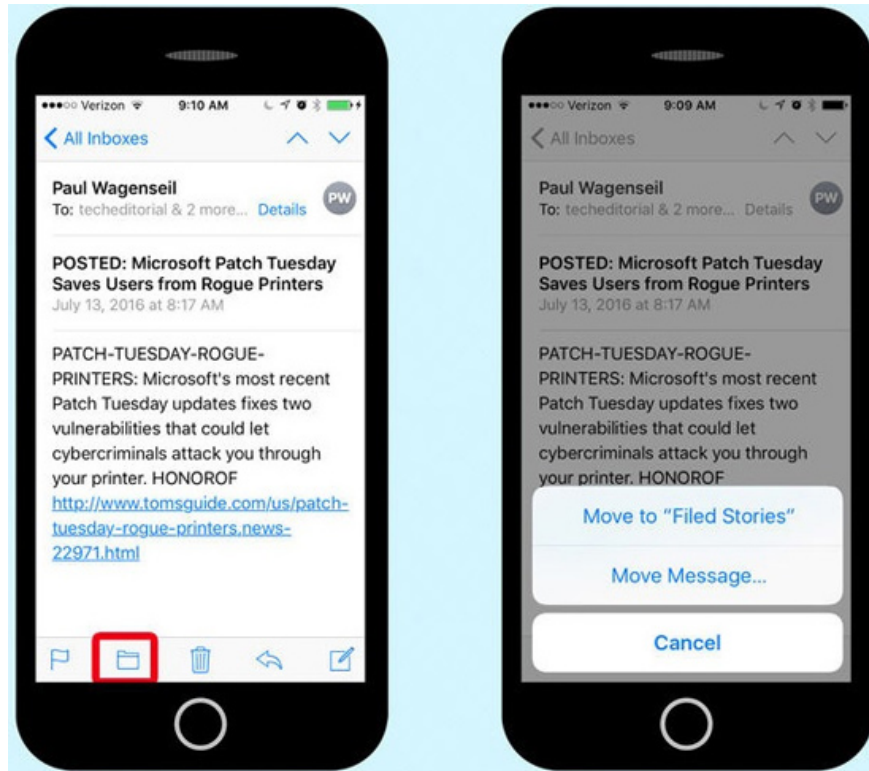 Verizon 9:10 AM
All Inboxes
Paul Wagenseil
PW
To: techeditorial & 2 more... Details
POSTED: Microsoft Patch Tuesday
Saves Users from Rogue Printers
July 13, 2016 at 8:17 AM
PATCH-TUESDAY-ROGUE-
PRINTERS: Microsoft's most recent
Patch Tuesday updates fixes two
vulnerabilities that could let
cybercriminals attack you through
your printer. HONOROF
http://www.tomsguide.com/us/patch-
tuesday-rogue-printers,news-
22971.html
Verizon 9:09 AM
All Inboxes
Paul Wagenseil
PW
To: techeditorial & 2 more... Details
POSTED: Microsoft Patch Tuesday
Saves Users from Rogue Printers
July 13, 2016 at 8:17 AM
PATCH-TUESDAY-ROGUE-
PRINTERS: Microsoft's most recent
Patch Tuesday updates fixes two
vulnerabilities that could let
cybercriminals attack you through
your printer. HONOROF
Move to “Filed Stories”
Move Message...
Cancel